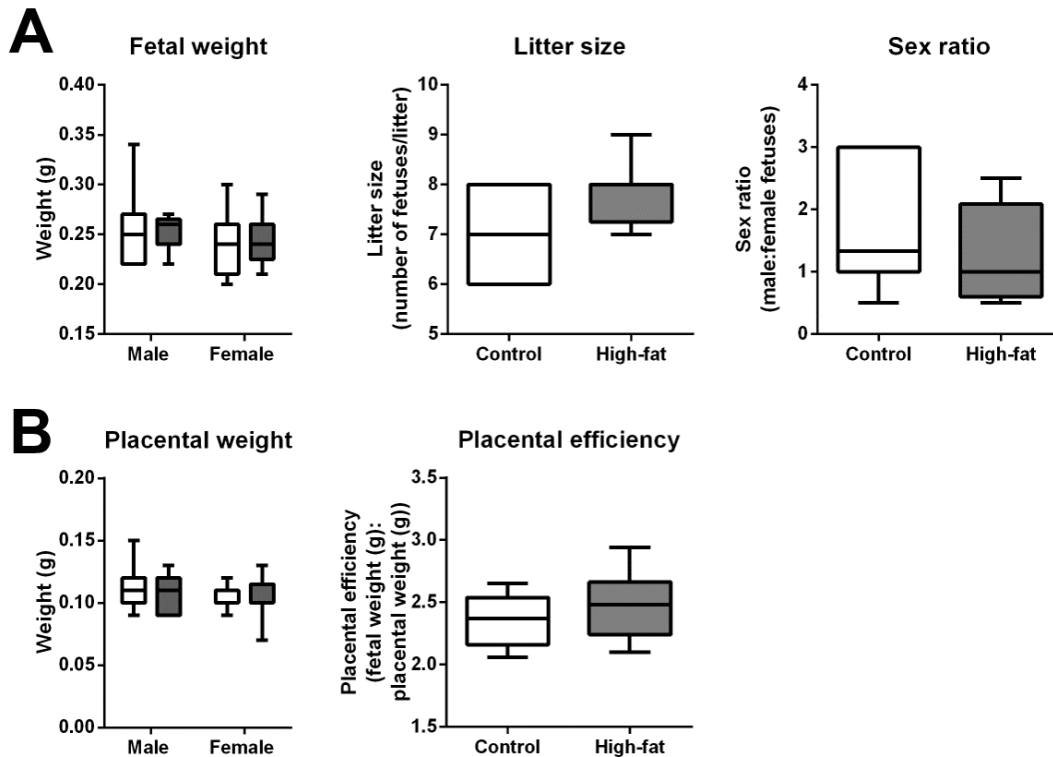 A
Fetal weight
Weight (g)
0.40
0.35
0.30
0.25
0.20
0.15
Male
Female
Litter size
Litter size
(number of fetuses/litter)
10
9
8
7
6
5
Control
High-fat
Sex ratio
Sex ratio
(male:female fetuses)
4
3
2
1
0
Control
High-fat
B
Placental weight
Weight (g)
0.20
0.15
0.10
0.05
0.00
Male
Female
Placental efficiency
Placental efficiency
(fetal weight (g):
placental weight (g))
3.5
3.0
2.5
2.0
1.5
Control
High-fat